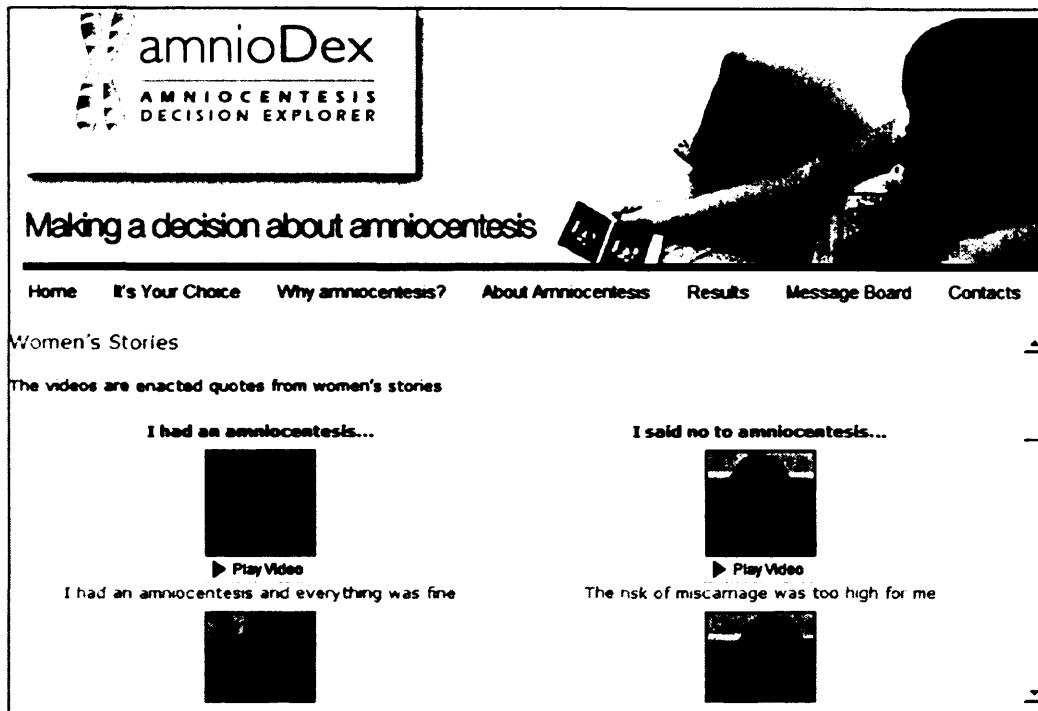 amnioDex
AMNIOCENTESIS
DECISION EXPLORER
Making a decision about amniocentesis
Home It's Your Choice Why amniocentesis? About Amniocentesis Results Message Board Contacts
Women's Stories
The videos are enacted quotes from women's stories
I had an amniocentesis... I said no to amniocentesis...
Play Video Play Video
I had an amniocentesis and everything was fine The risk of miscarriage was too high for me